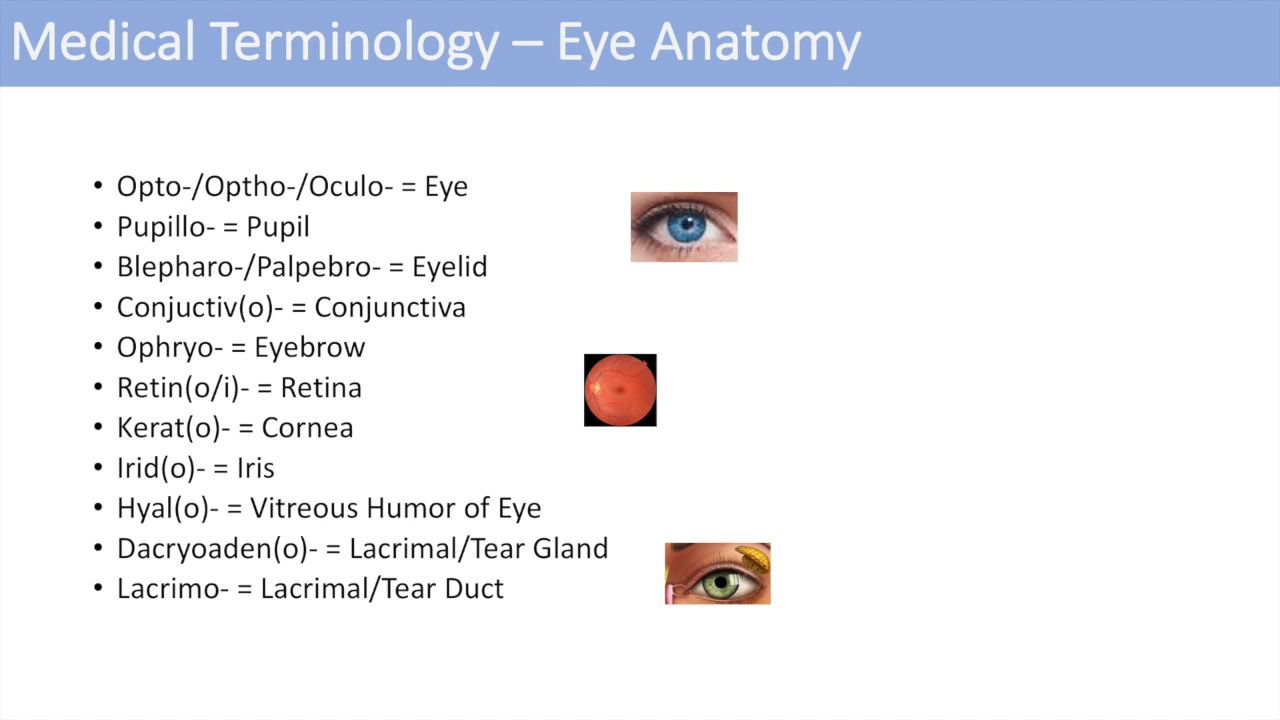 Medical Terminology – Eye Anatomy
• Opto-/Optho-/Oculo- = Eye
• Pupillo- = Pupil
• Blepharo-/Palpebro- = Eyelid
• Conjuctiv(o)- = Conjunctiva
• Ophryo- = Eyebrow
• Retin(o/i)- = Retina
• Kerat(o)- = Cornea
• Irid(o)- = Iris
• Hyal(o)- = Vitreous Humor of Eye
• Dacryoaden(o)- = Lacrimal/Tear Gland
• Lacrimo- = Lacrimal/Tear Duct